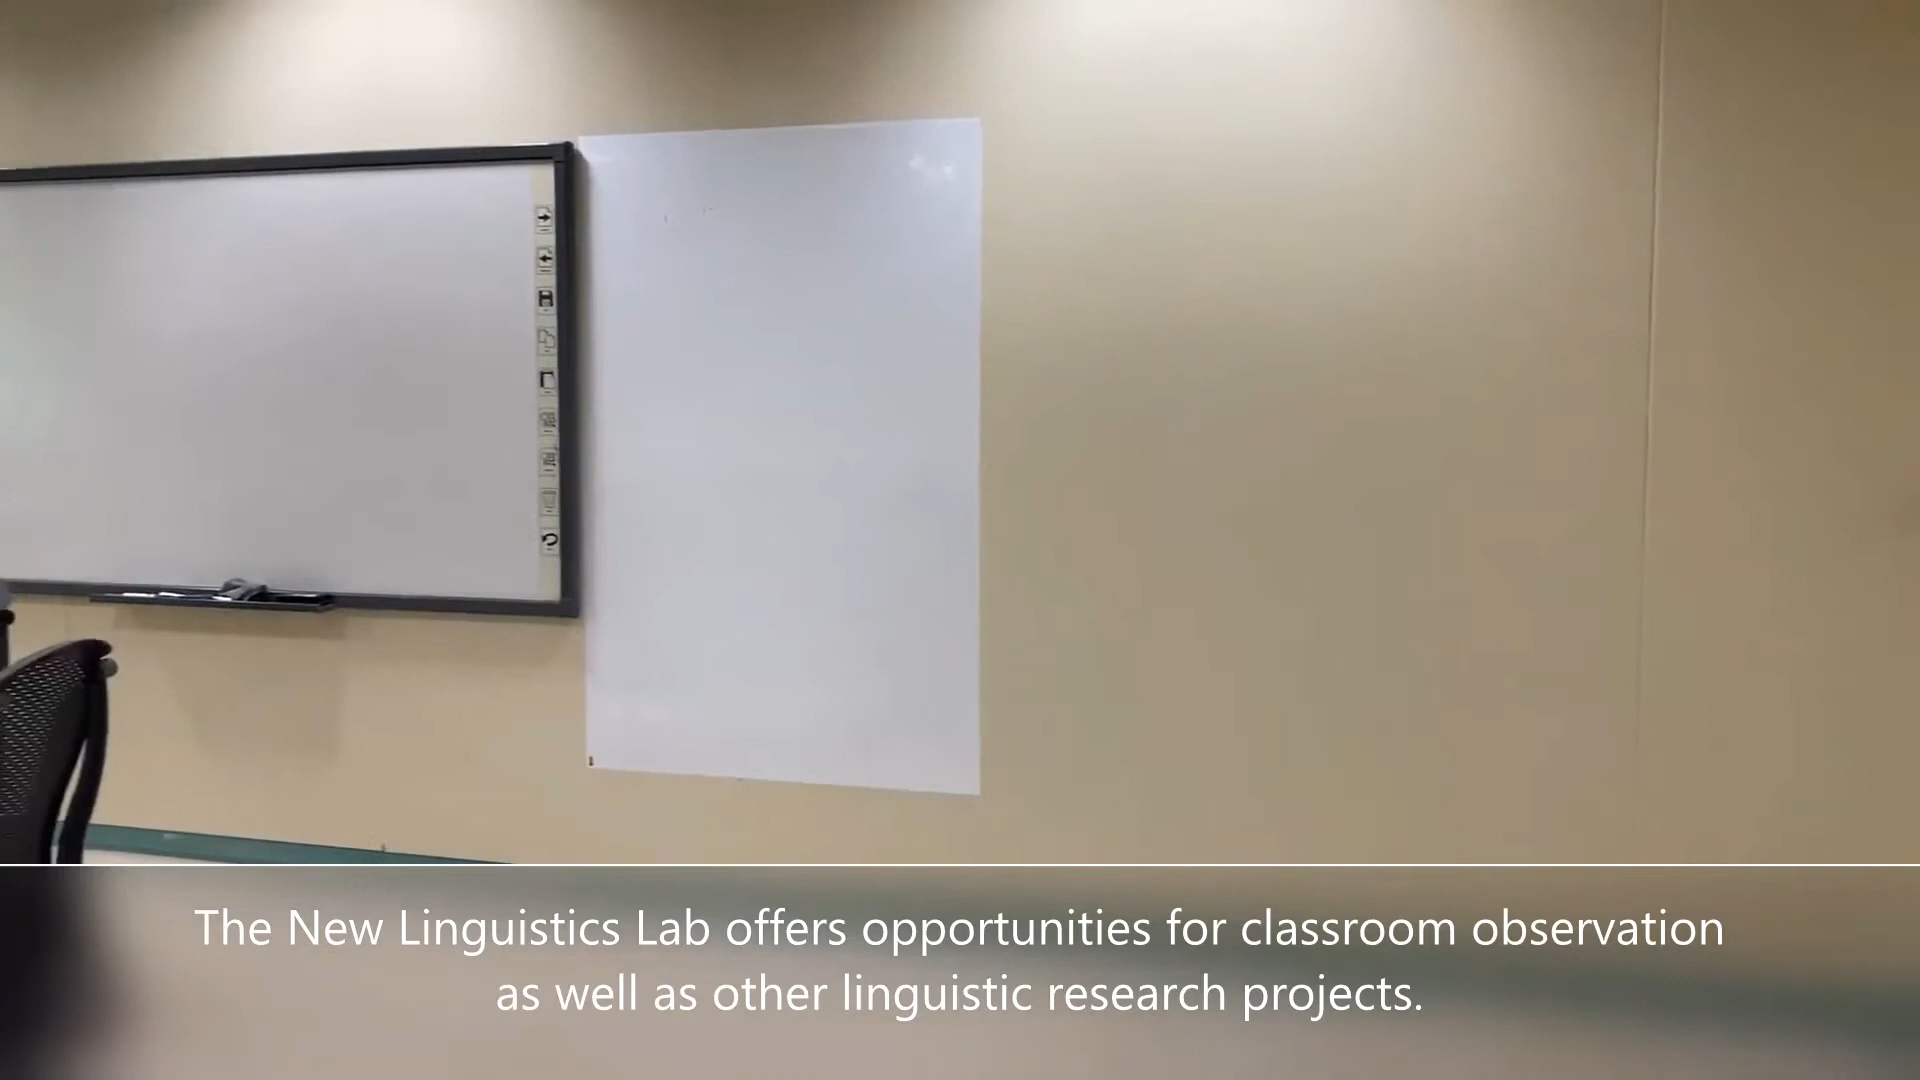 The New Linguistics Lab offers opportunities for classroom observation
as well as other linguistic research projects.